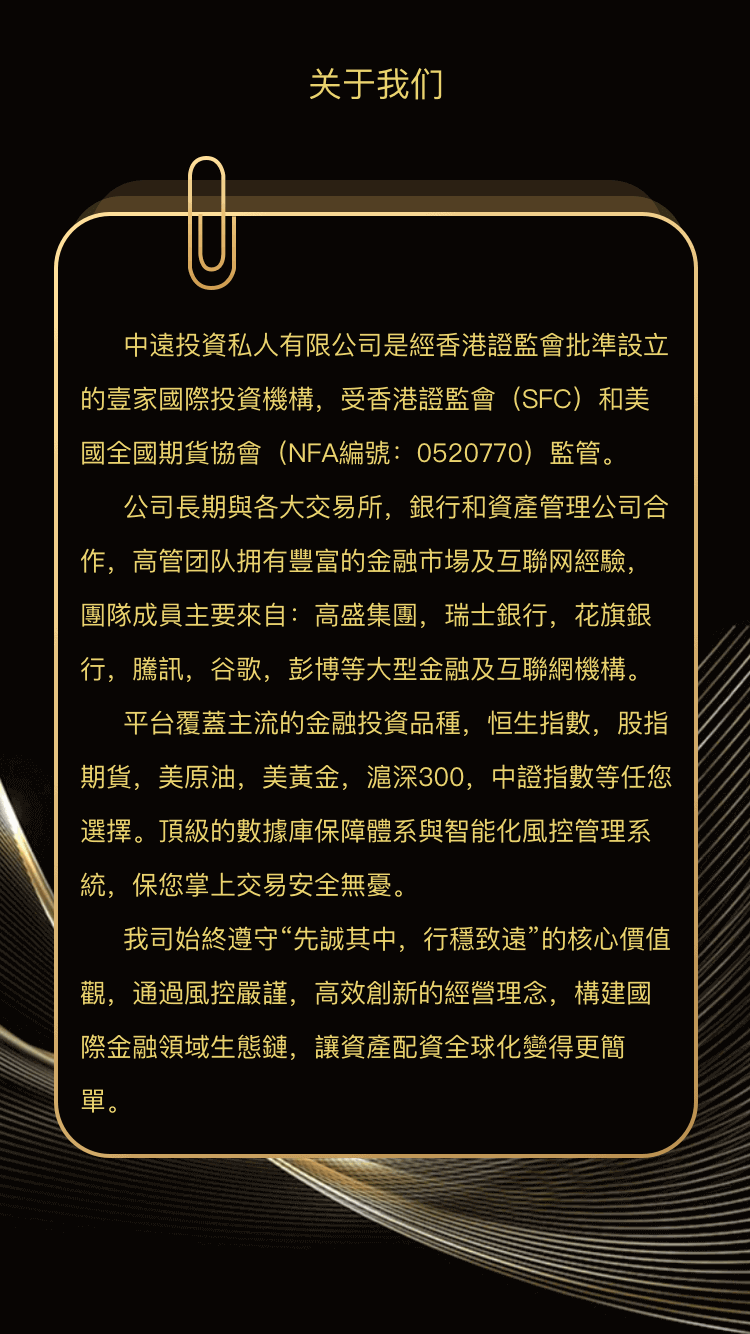 关于我们
中遠投資私人有限公司是經香港證監會批準設立
的壹家國際投資機構，受香港證監會（SFC）和美
國全國期貨協會（NFA編號：0520770）監管。
公司長期與各大交易所，銀行和資產管理公司合
作，高管团队拥有豐富的金融市場及互聯网經驗，
團隊成員主要來自：高盛集團，瑞士銀行，花旗銀
行，騰訊，谷歌，彭博等大型金融及互聯網機構。
平台覆蓋主流的金融投資品種，恒生指數，股指
期貨，美原油，美黃金，滬深300，中證指數等任您
選擇。頂級的數據庫保障體系與智能化風控管理系
統，保您掌上交易安全無憂。
我司始終遵守“先誠其中，行穩致遠”的核心價值
觀，通過風控嚴謹，高效創新的經營理念，構建國
際金融領域生態鏈，讓資產配資全球化變得更簡
單。